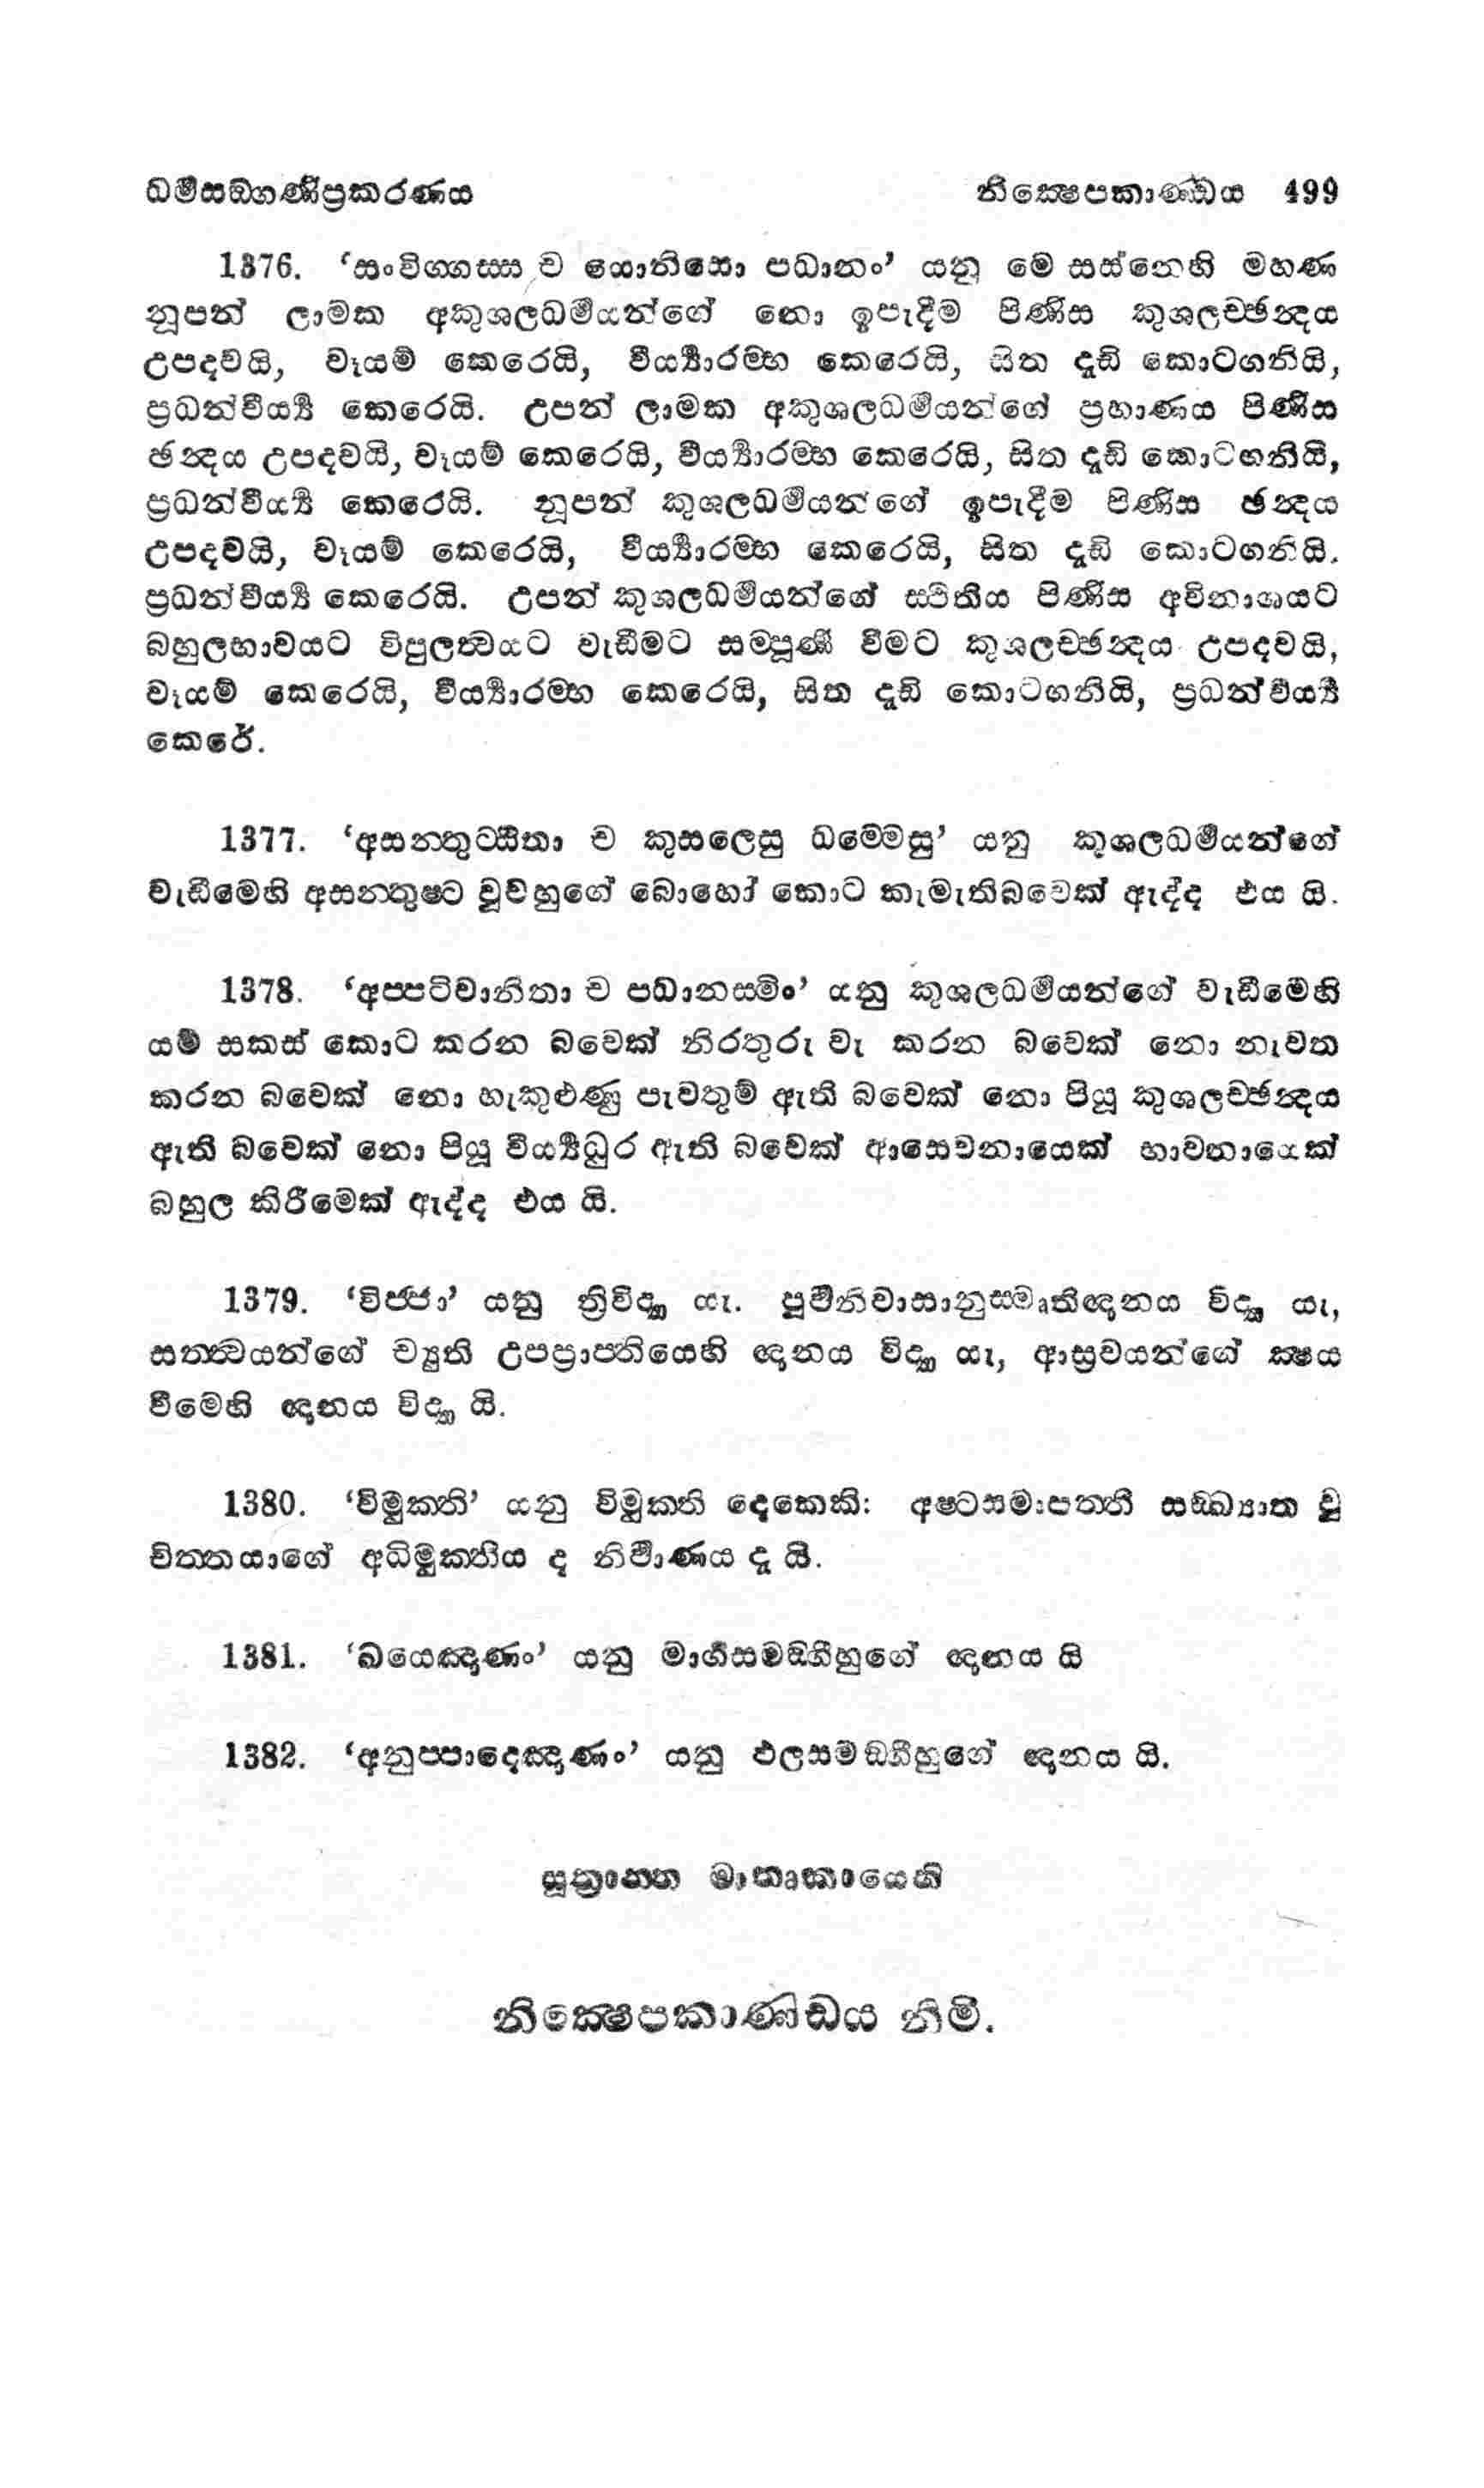 ධර්මසඞ්ගණිප්‍රකරණය නික්‍ෂෙපකාණ්ඩය 499
1376. ‘සංවිග්ගස්ස ච යොනිසො පධානං’ යනු මෙ සස්නෙහි මහණ
නූපන් ලාමක අකුශලධර්මයන්ගේ නො ඉපැදීම පිණිස කුශලච්ඡන්‍දය
උපදවයි, වෑයම් කෙරෙයි, වීර්‍ය්‍යාරම්භ කෙරෙයි, සිත දැඩි කොටගනියි,
ප්‍රධන්වීර්‍ය්‍ය කෙරෙයි. උපන් ලාමක අකුශලධර්මයන්ගේ ප්‍රහාණය පිණිස
ඡන්‍දය උපදවයි, වෑයම් කෙරෙයි, වීර්‍ය්‍යාරම්භ කෙරෙයි, සිත දැඩි කොටගනියි,
ප්‍රධන්වීර්‍ය්‍ය කෙරෙයි. නූපන් කුශලධර්මයන්ගේ ඉපැදීම පිණිස ඡන්‍දය
උපදවයි, වෑයම් කෙරෙයි, වීර්‍ය්‍යාරම්භ කෙරෙයි, සිත දැඩි කොටගනියි.
ප්‍රධන්වීර්‍ය්‍ය කෙරෙයි. උපන් කුශලධර්මයන්ගේ ස්ථිතිය පිණිස අවිනාශයට
බහුලභාවයට විපුලත්‍වයට වැඩීමට සම්පූර්ණ වීමට කුශලච්ඡන්‍දය උපදවයි,
වෑයම් කෙරෙයි, වීර්‍ය්‍යාරම්භ කෙරෙයි, සිත දැඩි කොටගනියි, ප්‍රධන්වීර්‍ය්‍ය
කෙරේ.
1377. ‘අසන්තුට්ඨිතා ච කුසලෙසු ධම්මෙසු’ යනු කුශලධර්මයන්ගේ
වැඩීමෙහි අසන්තුෂ්ට වූවහුගේ බොහෝ කොට කැමැතිබවෙක් ඇද්ද එය යි.
1378. ‘අප්පටිවානිතා ච පධානස්මිං’ යනු කුශලධර්මයන්ගේ වැඩීමෙහි
යම් සකස් කොට කරන බවෙක් නිරතුරු වැ කරන බවෙක් නො නැවත
කරන බවෙක් නො හැකුළුණු පැවතුම් ඇති බවෙක් නො පියූ කුශලච්ඡන්‍දය
ඇති බවෙක් නො පියූ වීර්‍ය්‍යධුර ඇති බවෙක් ආසෙවනායෙක් භාවනායෙක්
බහුල කිරීමෙක් ඇද්ද එය යි.
1379. ‘විජ්ජා’ යනු ත්‍රිවිද්‍යා යැ. පූර්වනිවාසානුස්මෘතිඥානය විද්‍යා යැ,
සත්ත්‍වයන්ගේ ච්‍යුති උපප්‍රාප්තියෙහි ඥානය විද්‍යා යැ, ආස්‍රවයන්ගේ ක්‍ෂය
වීමෙහි ඥානය විද්‍යා යි.
1380. ‘විමුක්ති’ යනු විමුක්ති දෙකෙකි: අෂ්ටසමාපත්ති සඞ්ඛ්‍යාත වූ
චිත්තයාගේ අධිමුක්තිය ද නිර්වාණය දැ යි.
1381. ‘ඛයෙඤාණං’ යනු මාර්ගසමඞ්ගීහුගේ ඥානය යි
1382. ‘අනුප්පාදෙඤාණං’ යනු ඵලසමඞ්ගීහුගේ ඥානය යි.
සූත්‍රාන්ත මාතෘකායෙහි
නික්‍ෂෙපකාණ්ඩය නිමි.